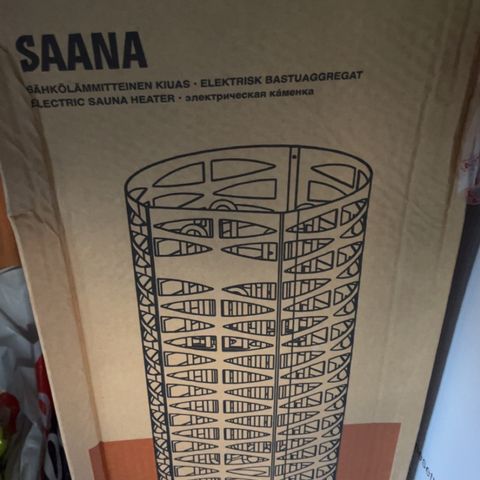 SAANA
SÄHKÖLÄMMITTEINEN KIUAS · ELEKTRISK BASTUAGGREGAT
ELECTRIC SAUNA HEATER · электрическая каменка